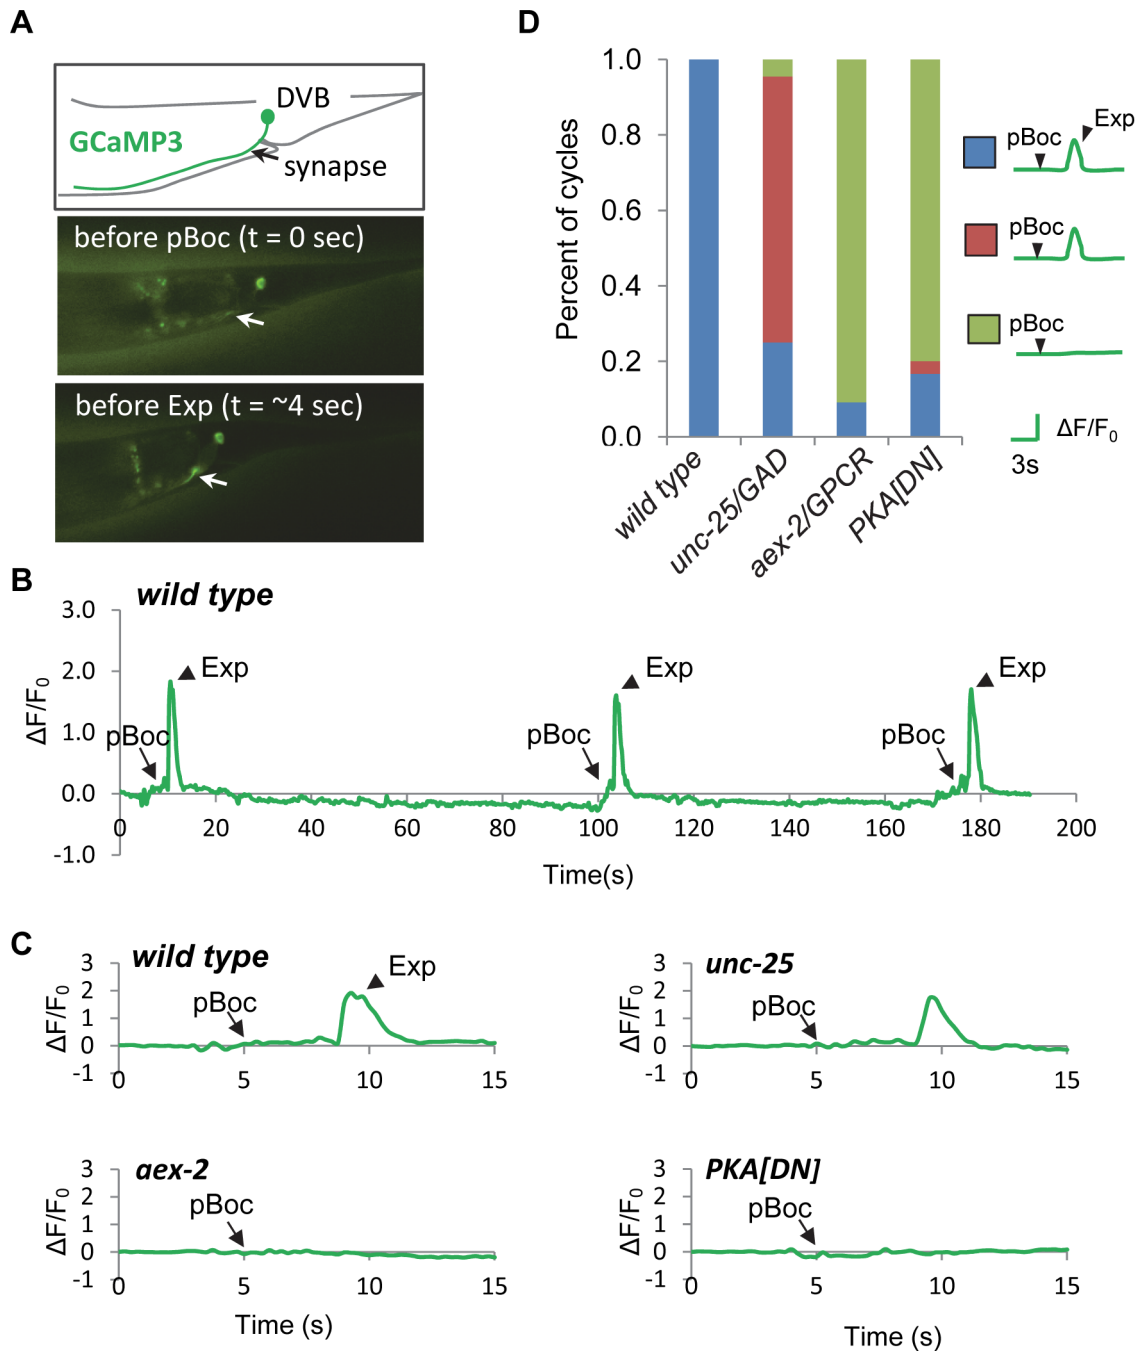 A
DVB
GCaMP3
synapse
before pBoc (t = 0 sec)
before Exp (t = ~4 sec)
D
Percent of cycles
1.0
0.8
0.6
0.4
0.2
0.0
wild type
unc-25/GAD
aex-2/GPCR
PKA[DN]
pBoc
Exp
pBoc
pBoc
ΔF/F0
3s
B
wild type
ΔF/F0
3.0
2.0
1.0
0.0
-1.0
pBoc
Exp
pBoc
Exp
pBoc
Exp
0 20 40 60 80 100 120 140 160 180 200
Time(s)
C
wild type
ΔF/F0
3
2
1
0
-1
pBoc
Exp
0 5 10 15
unc-25
ΔF/F0
3
2
1
0
-1
pBoc
0 5 10 15
aex-2
ΔF/F0
3
2
1
0
-1
pBoc
0 5 10 15
Time (s)
PKA[DN]
ΔF/F0
3
2
1
0
-1
pBoc
0 5 10 15
Time (s)